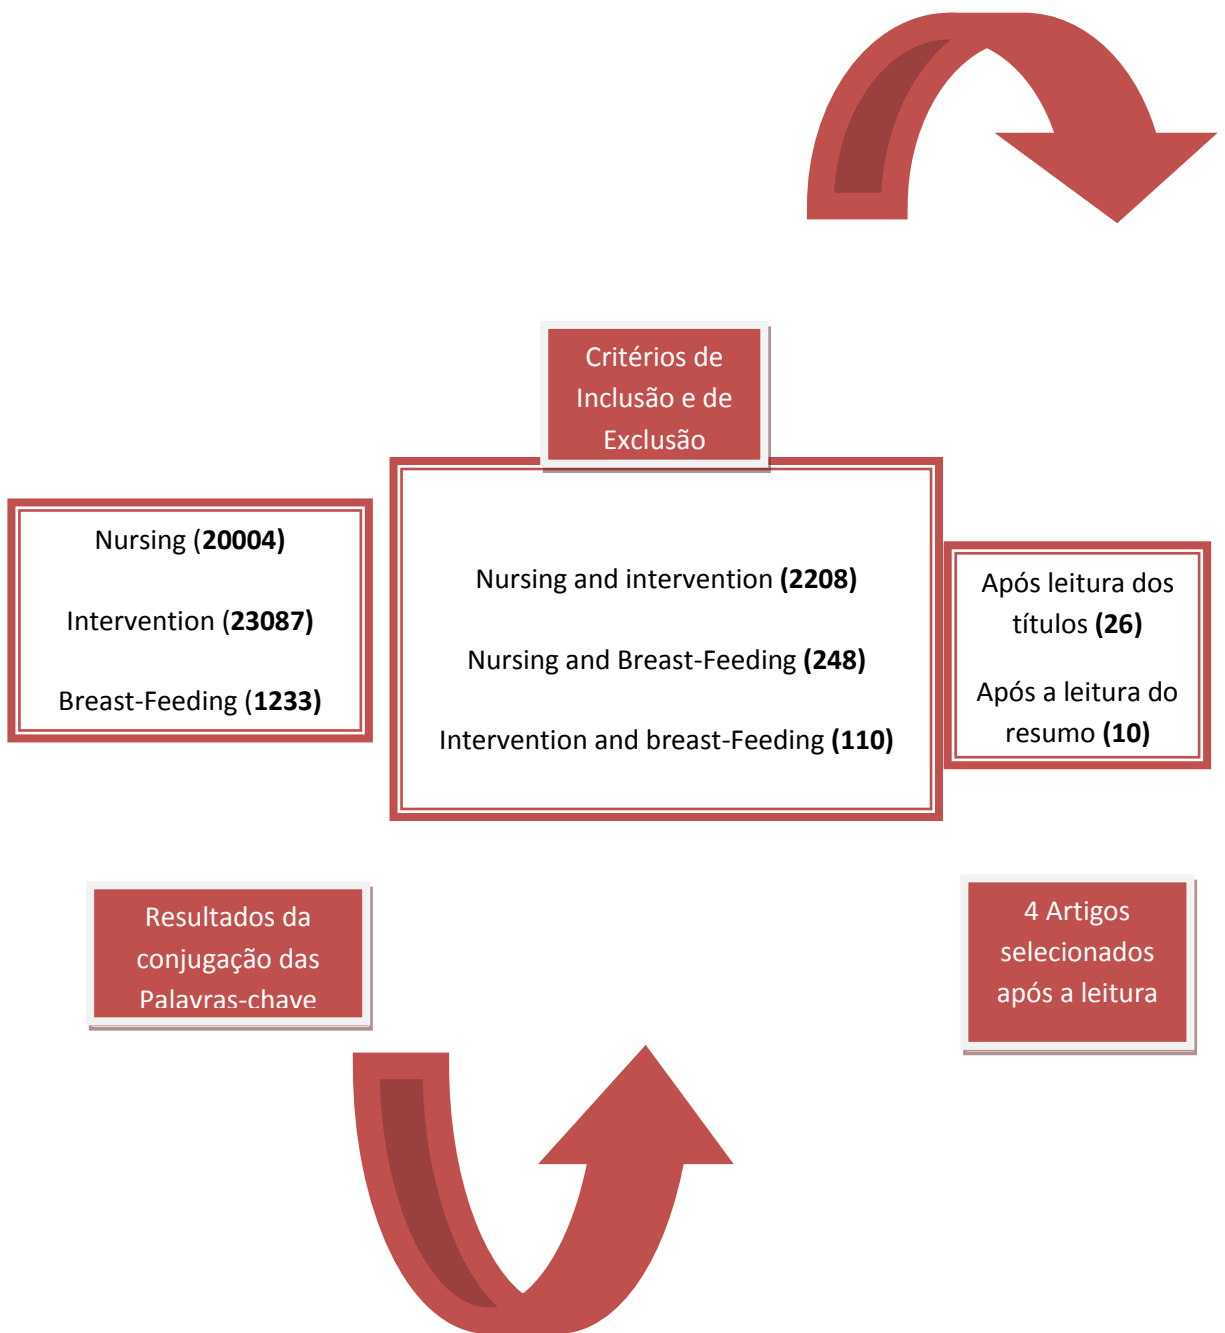 Nursing (20004)
Intervention (23087)
Breast-Feeding (1233)
Resultados da
conjugação das
Palavras-chave
Critérios de
Inclusão e de
Exclusão
Nursing and intervention (2208)
Nursing and Breast-Feeding (248)
Intervention and breast-Feeding (110)
Após leitura dos
títulos (26)
Após a leitura do
resumo (10)
4 Artigos
selecionados
após a leitura